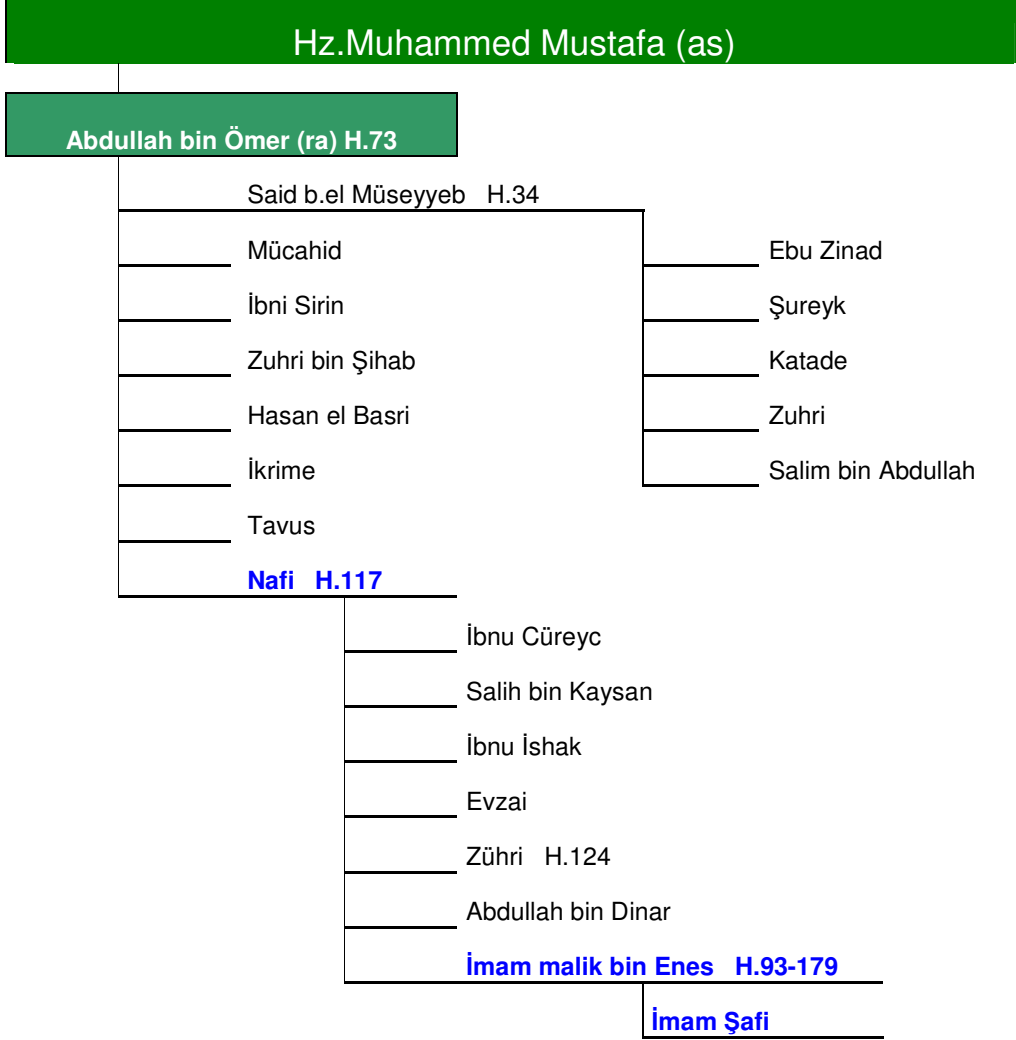 Hz.Muhammed Mustafa (as)
Abdullah bin Ömer (ra) H.73
Said b.el Müseyyeb H.34
Mücahid
Ebu Zinad
İbni Sirin
Şureyk
Zuhri bin Şihab
Katade
Hasan el Basri
Zuhri
İkrime
Salim bin Abdullah
Tavus
Nafi H.117
İbnu Cüreyc
Salih bin Kaysan
İbnu İshak
Evzai
Zühri H.124
Abdullah bin Dinar
İmam malik bin Enes H.93-179
İmam Şafi